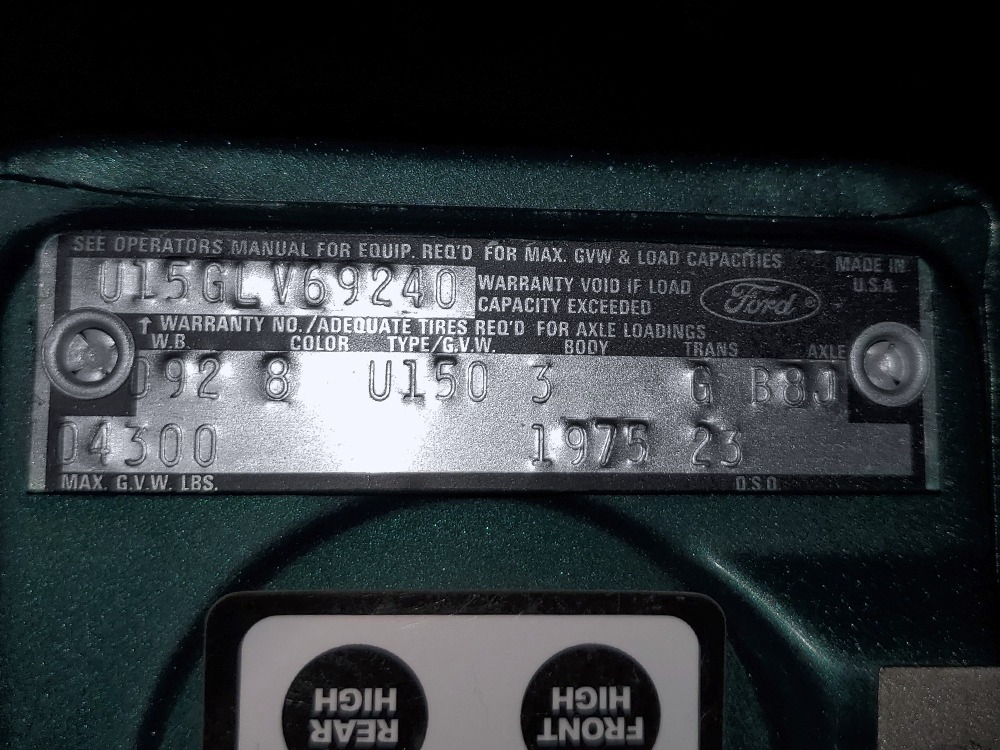 SEE OPERATORS MANUAL FOR EQUIP. REQ'D FOR MAX. GVW & LOAD CAPACITIES
MADE IN
U.S.A
U15GLV69240
WARRANTY VOID IF LOAD
CAPACITY EXCEEDED
Ford ®
↑ WARRANTY NO./ADEQUATE TIRES REQ'D FOR AXLE LOADINGS
W.B. COLOR TYPE/G.V.W. BODY TRANS AXLE
092 8 U150 3 G B8J
04300 1975 23
MAX. G.V.W. LBS. D.S.O.
REAR HIGH
FRONT HIGH